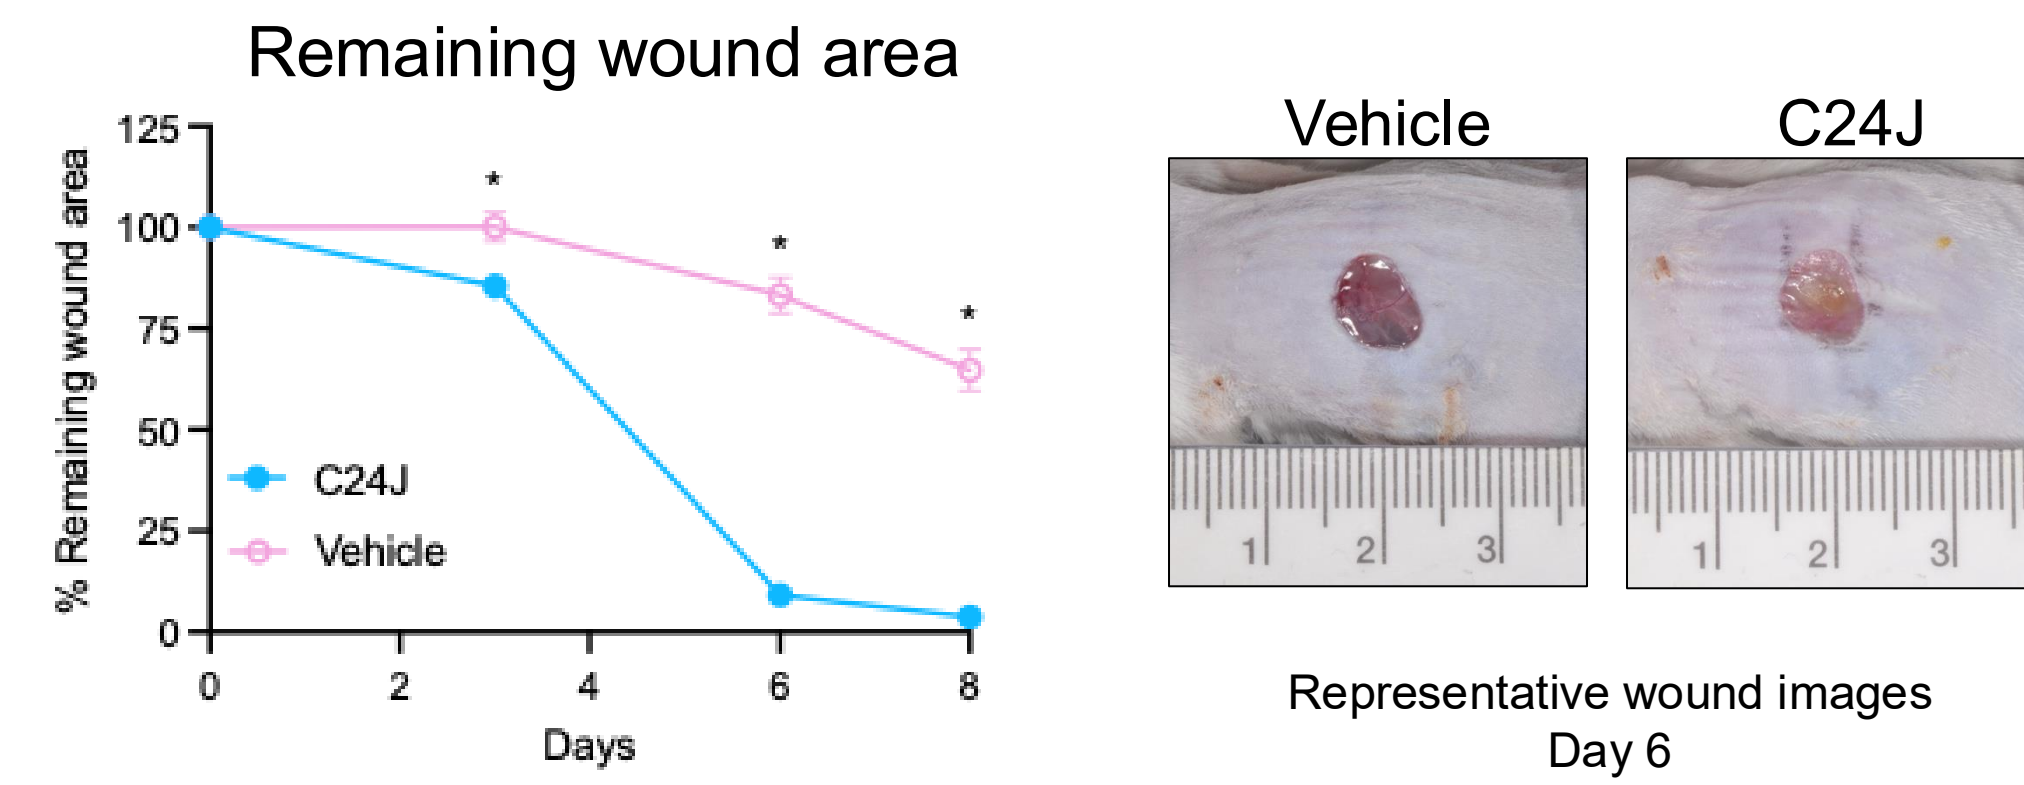 Remaining wound area
% Remaining wound area
125
100
75
50
25
0
*
*
*
C24J
Vehicle
0 2 4 6 8
Days
Vehicle
C24J
1 2 3
1 2 3
Representative wound images
Day 6